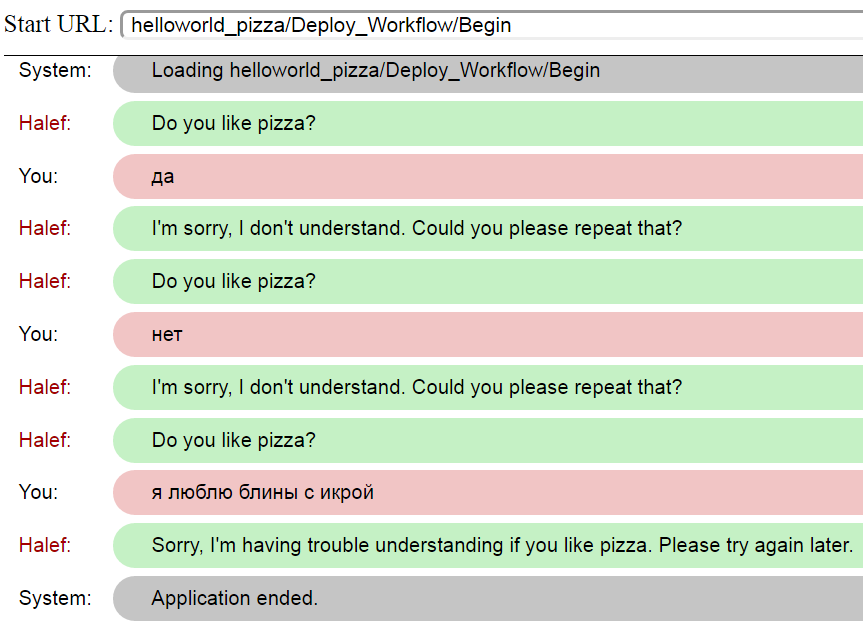 Start URL: helloworld_pizza/Deploy_Workflow/Begin
System: Loading helloworld_pizza/Deploy_Workflow/Begin
Halef: Do you like pizza?
You: да
Halef: I'm sorry, I don't understand. Could you please repeat that?
Halef: Do you like pizza?
You: нет
Halef: I'm sorry, I don't understand. Could you please repeat that?
Halef: Do you like pizza?
You: я люблю блины с икрой
Halef: Sorry, I'm having trouble understanding if you like pizza. Please try again later.
System: Application ended.